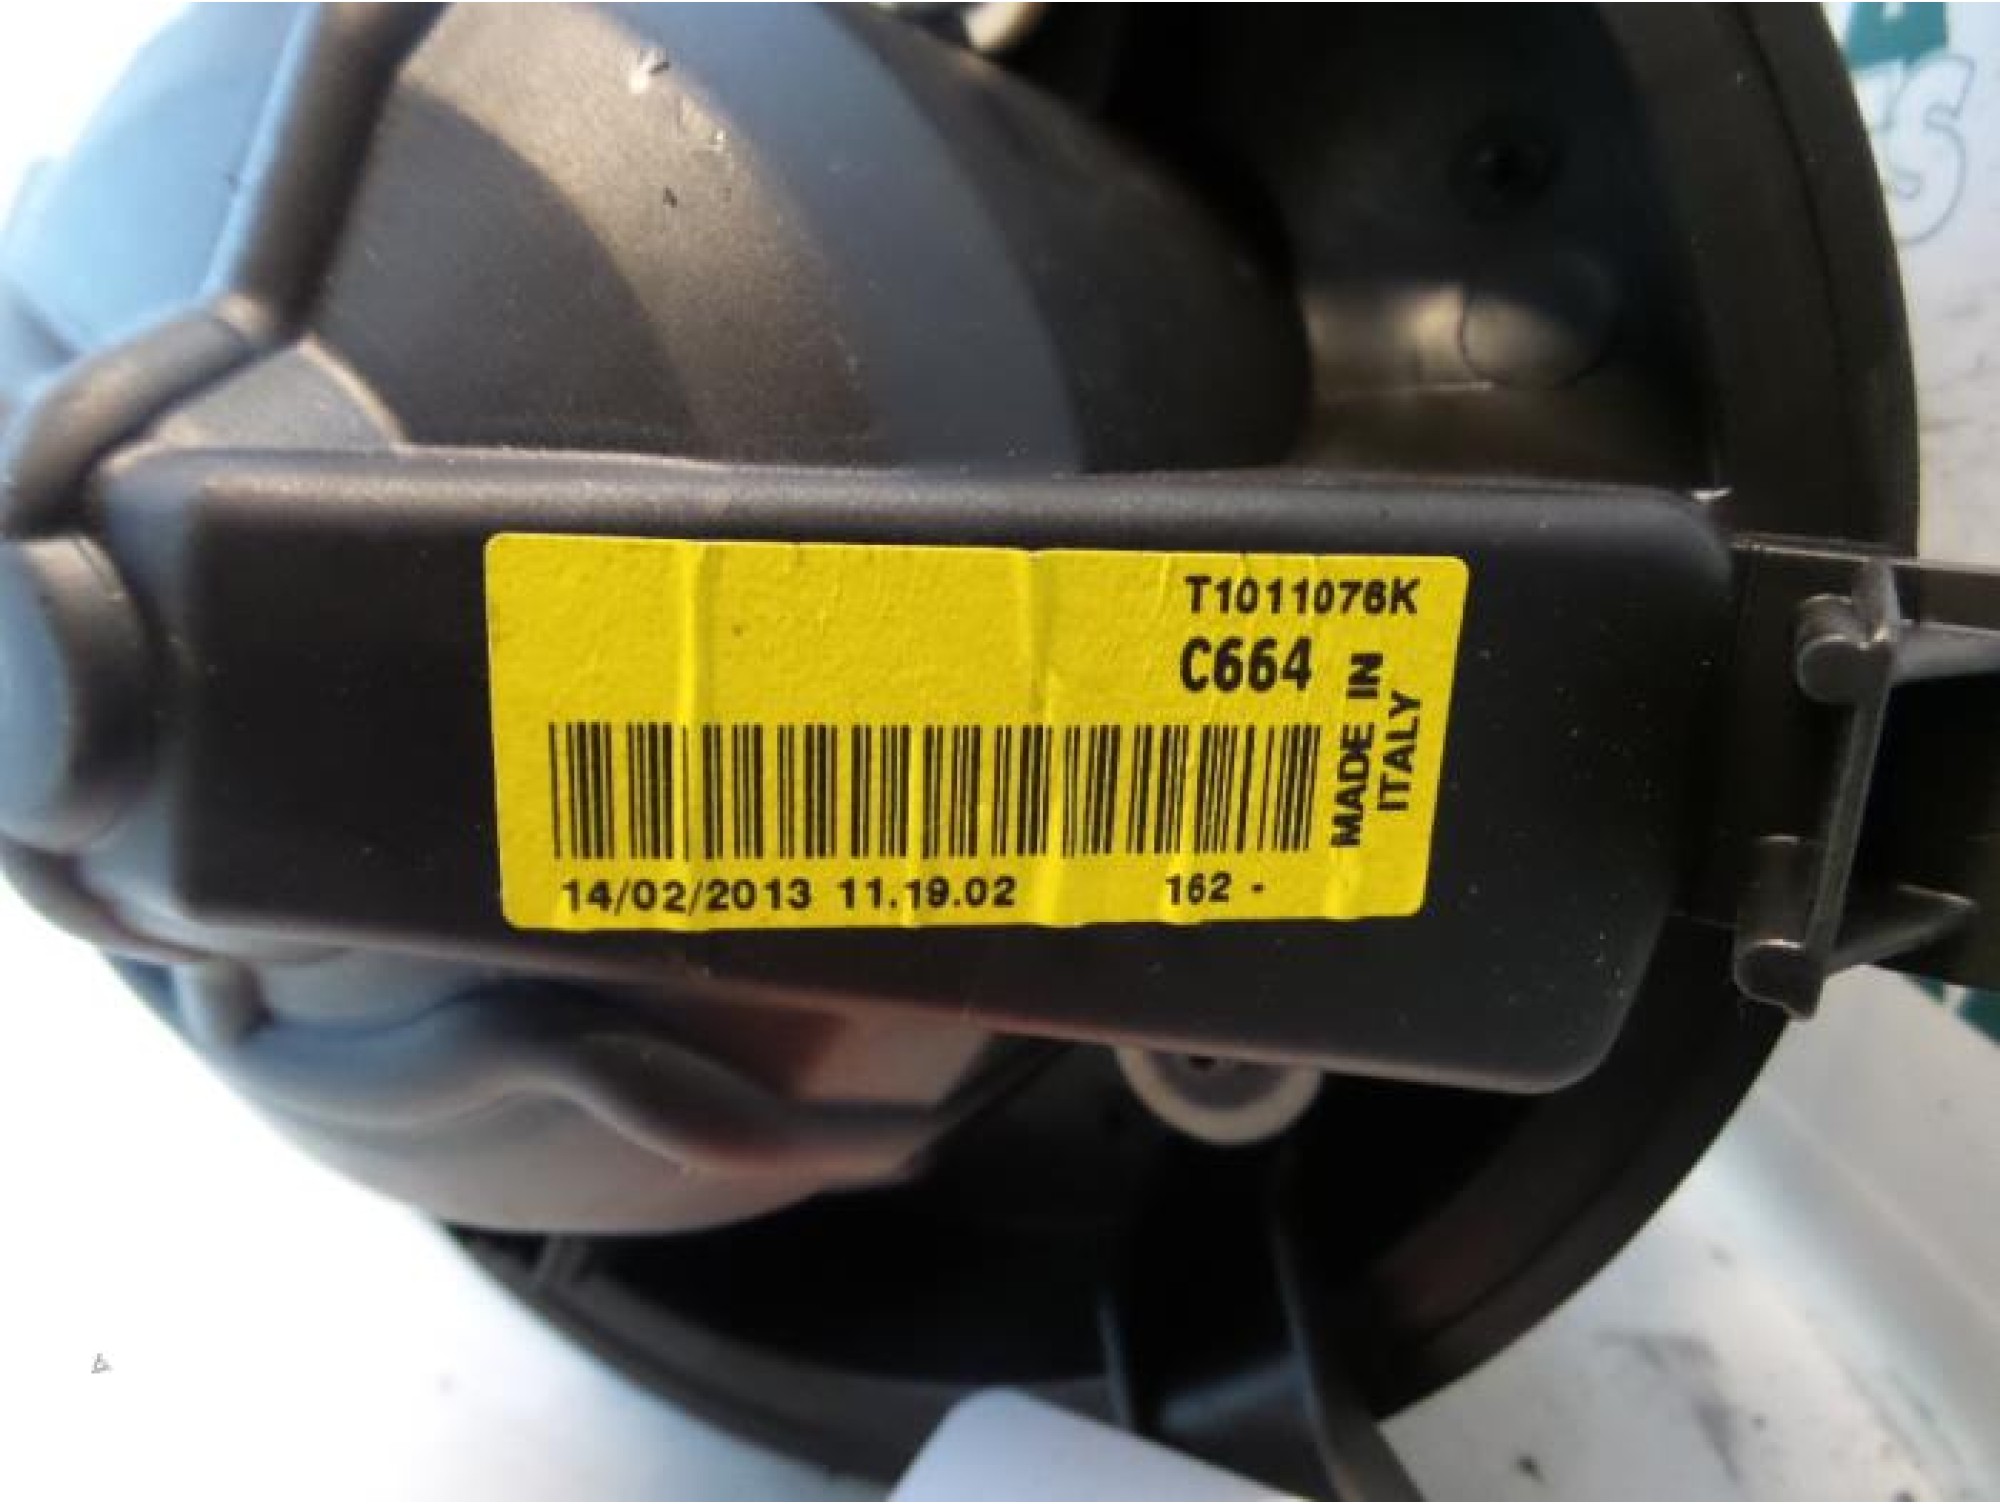 T1011076K
C664
MADE IN
ITALY
14/02/2013 11.19.02 162 -